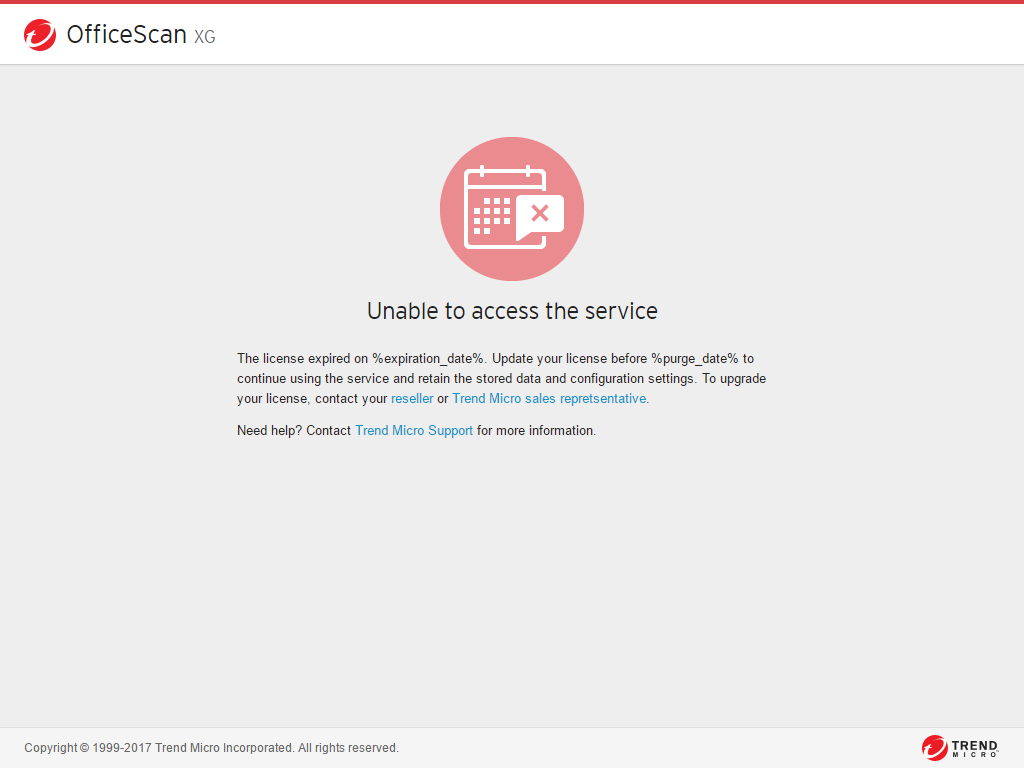 OfficeScan XG
Unable to access the service
The license expired on %expiration_date%. Update your license before %purge_date% to
continue using the service and retain the stored data and configuration settings. To upgrade
your license, contact your reseller or Trend Micro sales repretsentative.
Need help? Contact Trend Micro Support for more information.
Copyright © 1999-2017 Trend Micro Incorporated. All rights reserved.
TREND
MICRO